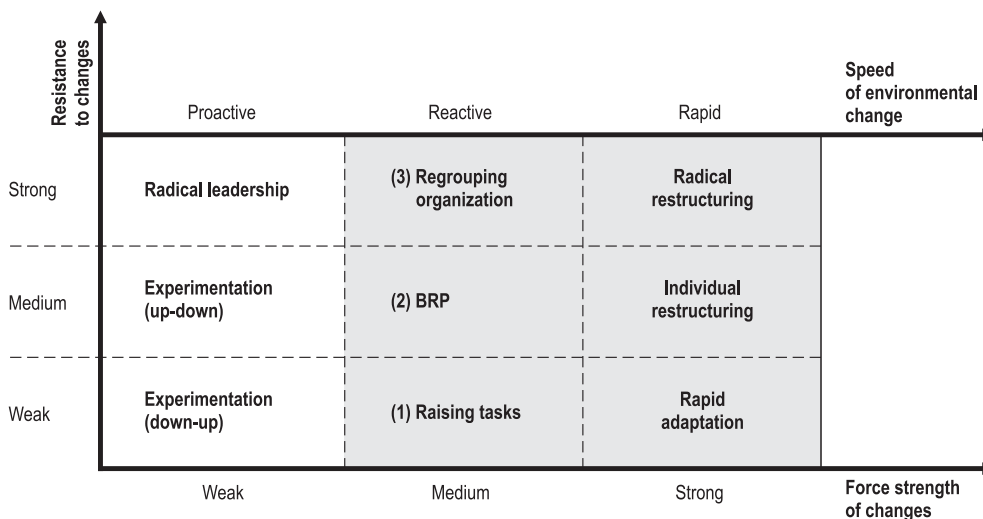 Resistance
to changes
Speed
of environmental
change
Proactive
Reactive
Rapid
Strong
Radical leadership
(3) Regrouping
organization
Radical
restructuring
Medium
Experimentation
(up-down)
(2) BRP
Individual
restructuring
Weak
Experimentation
(down-up)
(1) Raising tasks
Rapid
adaptation
Weak
Medium
Strong
Force strength
of changes